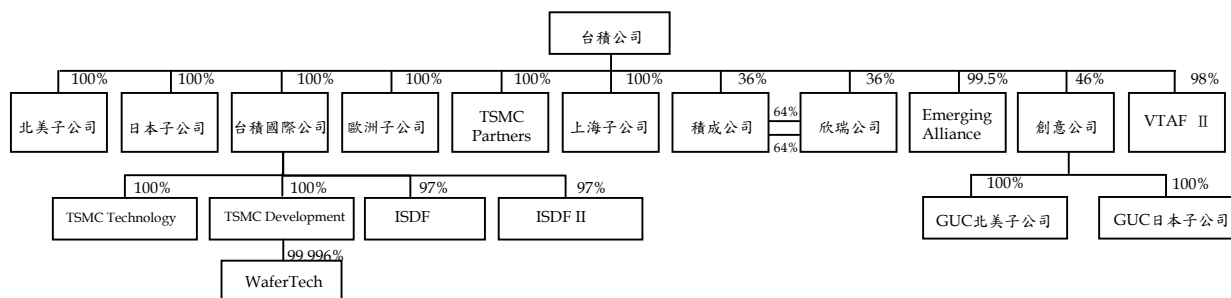 台積公司
100%
100%
100%
100%
100%
100%
36%
36%
99.5%
46%
98%
北美子公司
日本子公司
台積國際公司
歐洲子公司
TSMC
Partners
上海子公司
積成公司
64%
64%
欣瑞公司
Emerging
Alliance
創意公司
VTAF II
100%
100%
97%
97%
100%
100%
TSMC Technology
TSMC Development
ISDF
ISDF II
GUC北美子公司
GUC日本子公司
99.996%
WaferTech